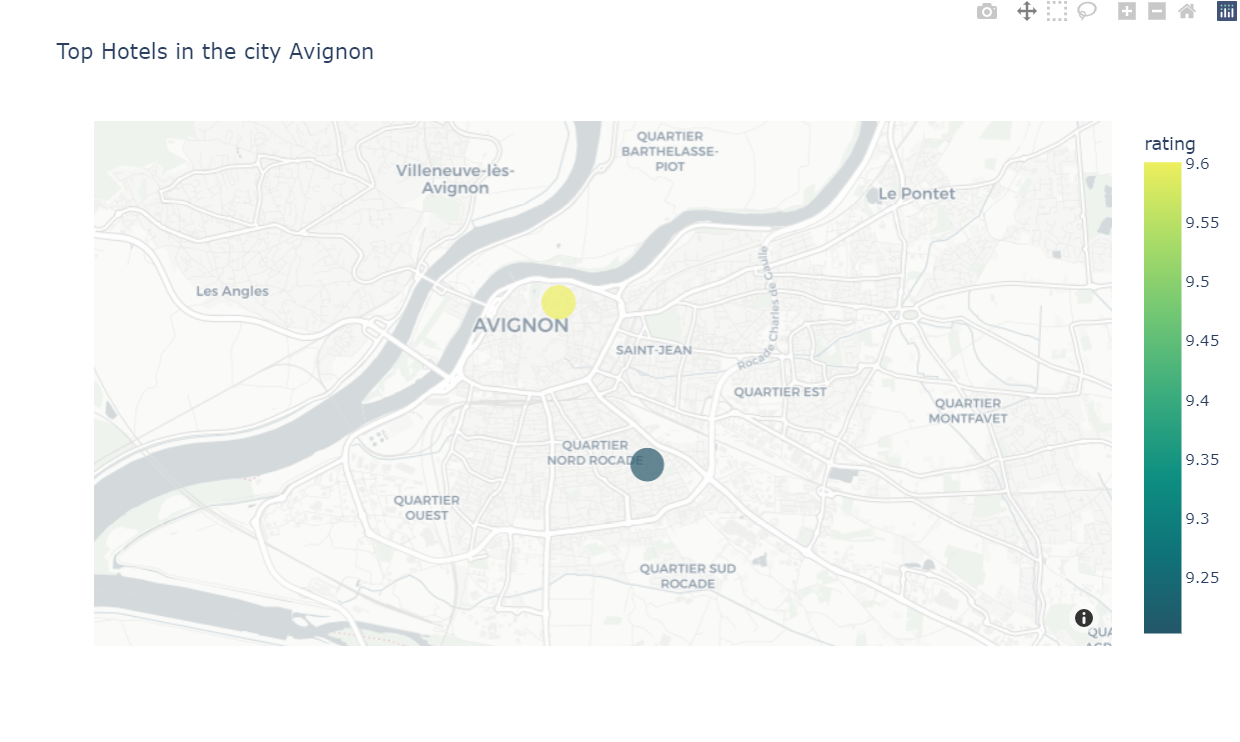 Top Hotels in the city Avignon
QUARTIER
BARTHELASSE-
PIOT
Villeneuve-lès-
Avignon
Le Pontet
Les Angles
AVIGNON
Rocade Charles de Gaulle
SAINT-JEAN
QUARTIER EST
QUARTIER
MONTFAVET
QUARTIER
NORD ROCADE
QUARTIER
OUEST
QUARTIER SUD
ROCADE
rating
9.6
9.55
9.5
9.45
9.4
9.35
9.3
9.25